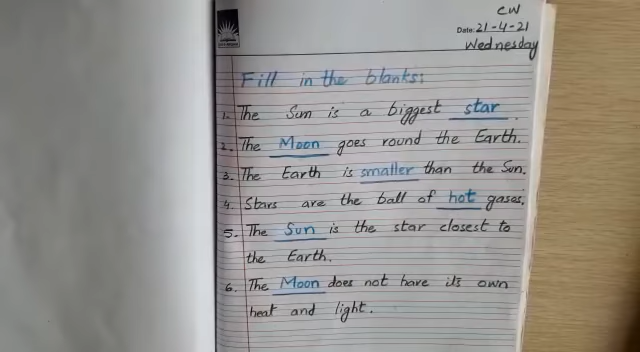 CW
Date: 21-4-21
Wednesday
Fill in the blanks:
1. The Sun is a biggest star.
2. The Moon goes round the Earth.
3. The Earth is smaller than the Sun.
4. Stars are the ball of hot gases.
5. The Sun is the star closest to
the Earth.
6. The Moon does not have its own
heat and light.